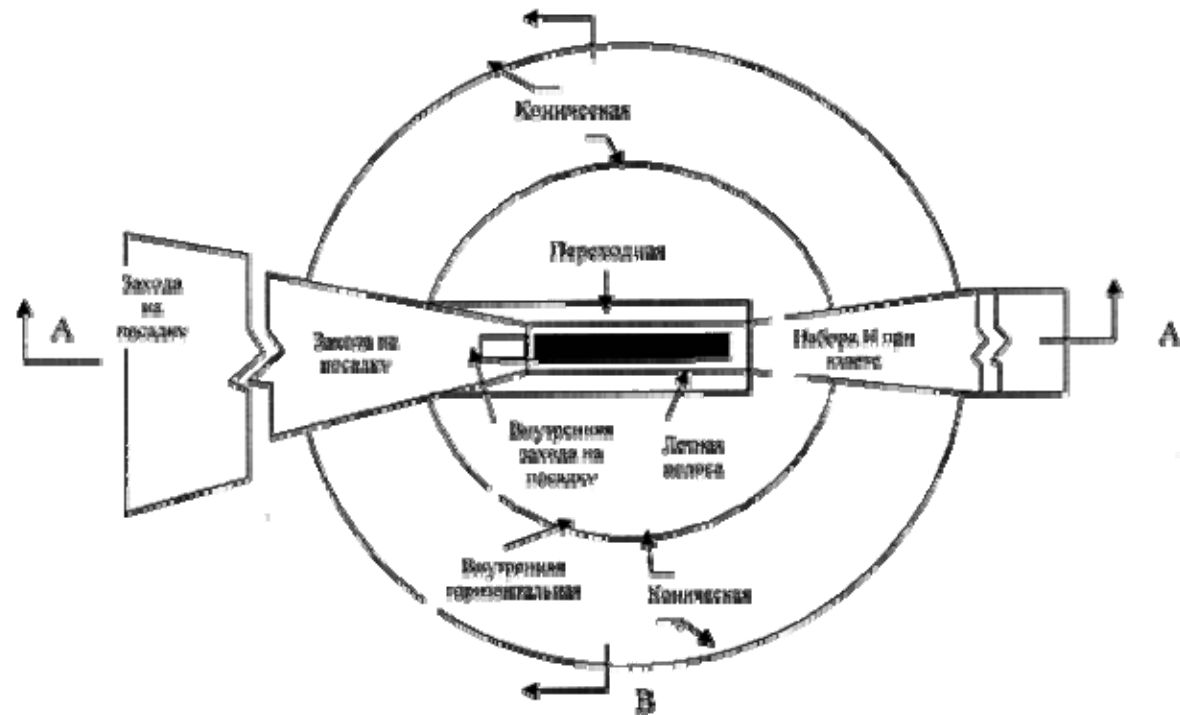 Коническая
Переходная
Захода
на
посадку
А
Захода на
посадку
Набора Н при
взлете
А
Внутренняя
захода на
посадку
Летная
полоса
Внутренняя
горизонтальная
Коническая
В